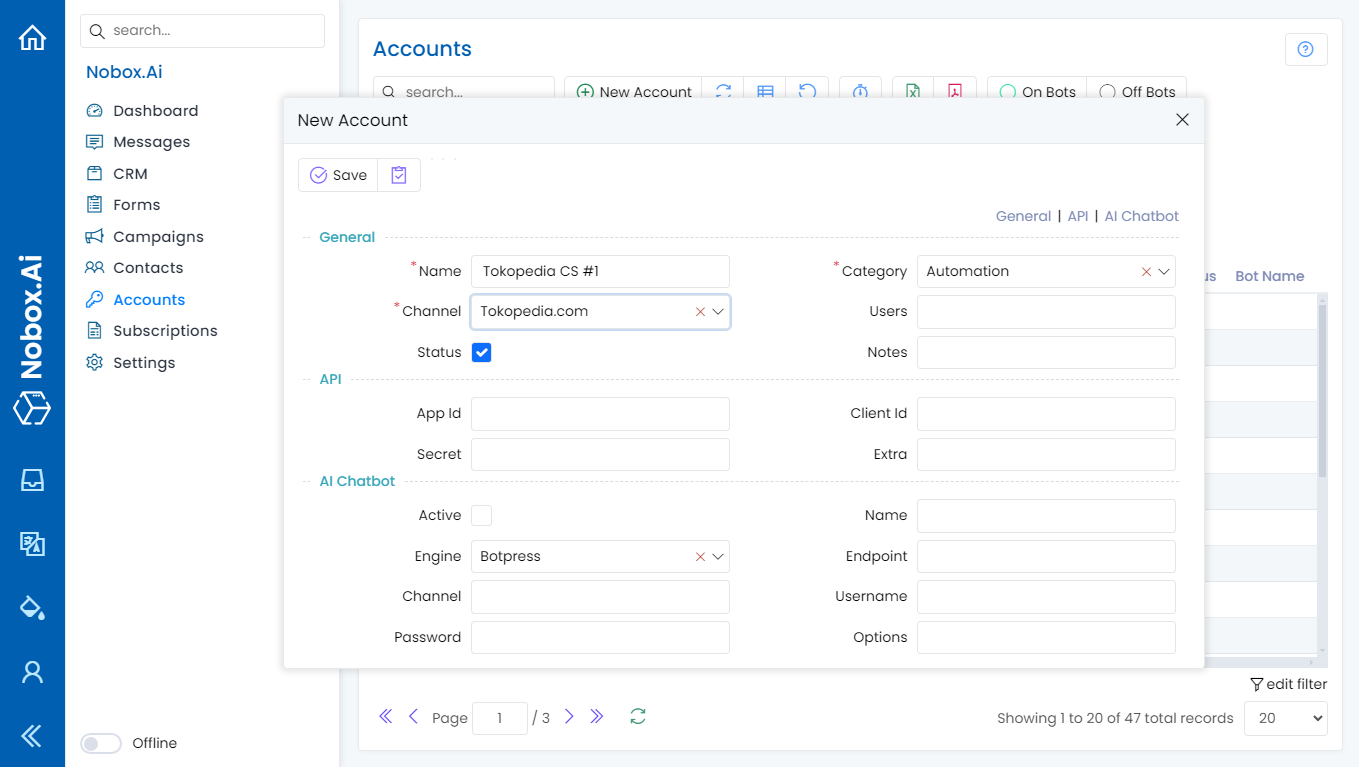 search...
Nobox.Ai
Dashboard
Messages
CRM
Forms
Campaigns
Contacts
Accounts
Subscriptions
Settings
Offline
Nobox.Ai
Accounts
search...
New Account
On Bots
Off Bots
New Account
Save
General | API | AI Chatbot
General
*Name Tokopedia CS #1
*Category Automation
*Channel Tokopedia.com
Users
Status
Notes
API
App Id
Client Id
Secret
Extra
AI Chatbot
Active
Name
Engine Botpress
Endpoint
Channel
Username
Password
Options
Bot Name
edit filter
Page 1 / 3
Showing 1 to 20 of 47 total records 20